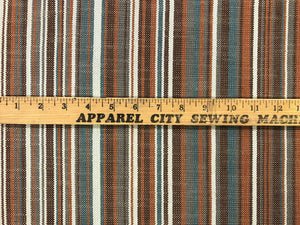 1 2 3 4 5 6 7 8 9 10 11 12
APPAREL CITY SEWING MACH